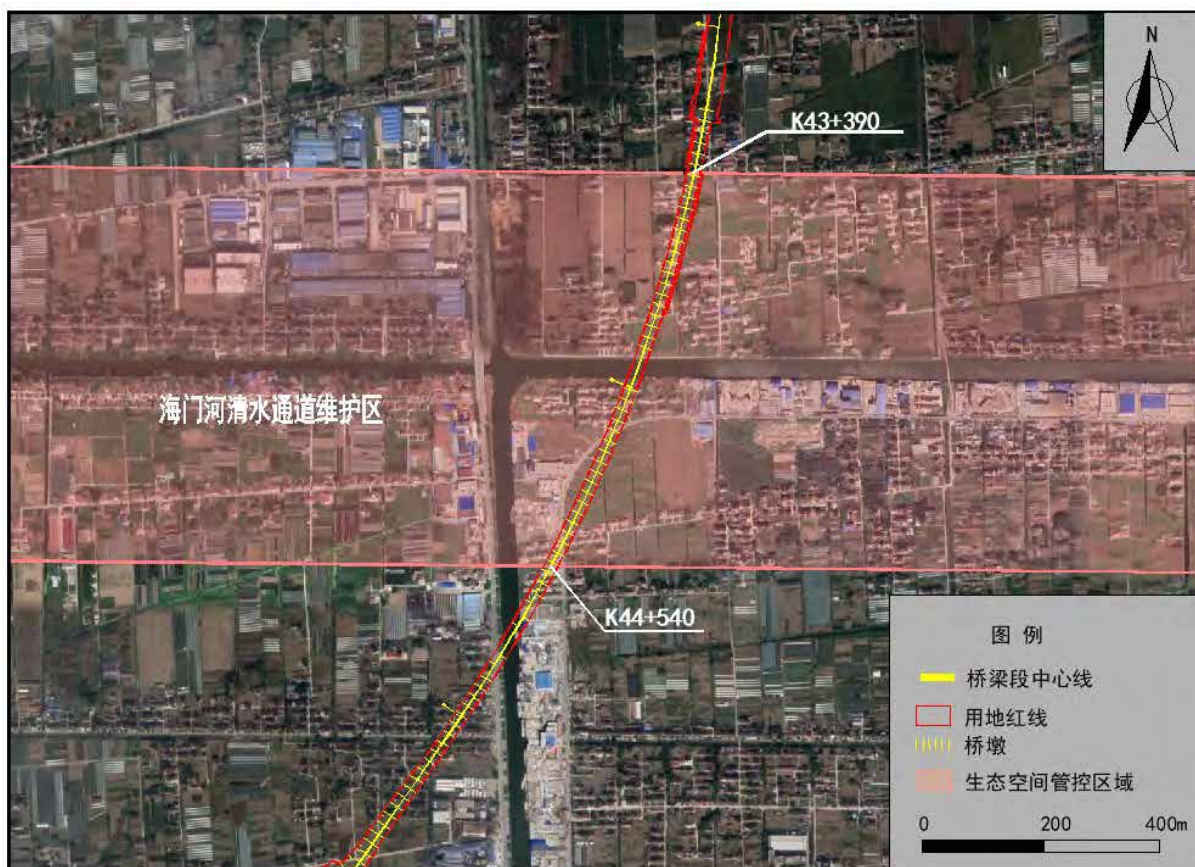 N
K43+390
海门河清水通道维护区
K44+540
图 例
桥梁段中心线
用地红线
桥墩
生态空间管控区域
0 200 400m